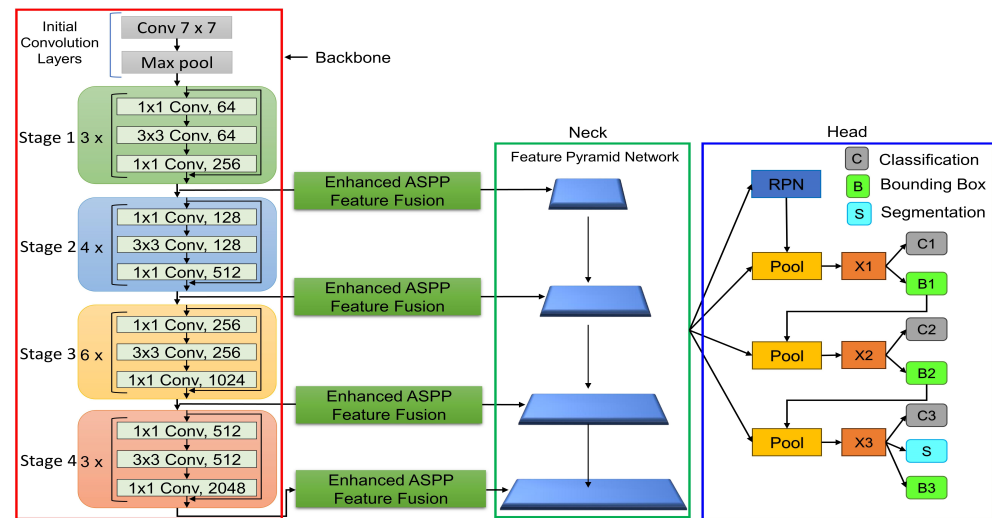 Initial
Convolution
Layers
Conv 7 x 7
Max pool
Backbone
Stage 1 3 x
1x1 Conv, 64
3x3 Conv, 64
1x1 Conv, 256
Stage 2 4 x
1x1 Conv, 128
3x3 Conv, 128
1x1 Conv, 512
Stage 3 6 x
1x1 Conv, 256
3x3 Conv, 256
1x1 Conv, 1024
Stage 4 3 x
1x1 Conv, 512
3x3 Conv, 512
1x1 Conv, 2048
Enhanced ASPP
Feature Fusion
Enhanced ASPP
Feature Fusion
Enhanced ASPP
Feature Fusion
Enhanced ASPP
Feature Fusion
Neck
Feature Pyramid Network
Head
C Classification
B Bounding Box
S Segmentation
RPN
Pool
X1
C1
B1
Pool
X2
C2
B2
Pool
X3
C3
S
B3